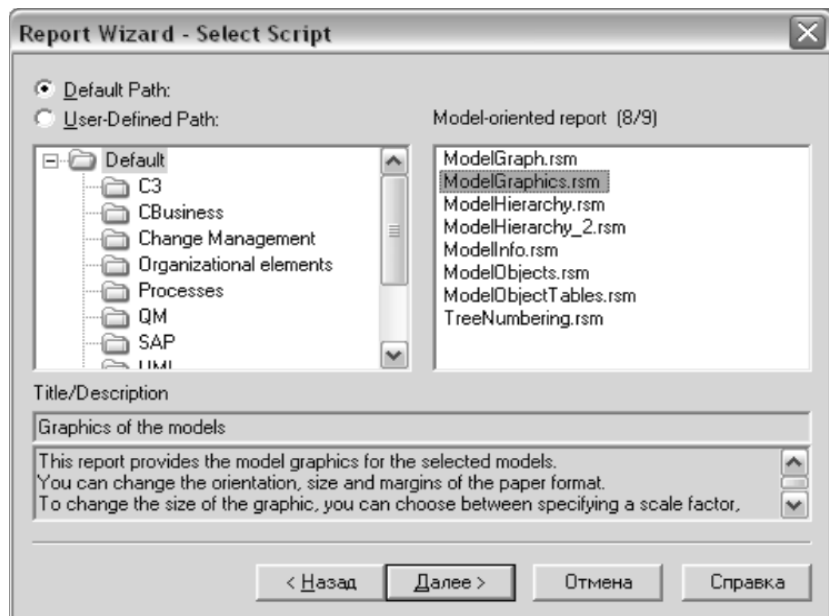 Report Wizard - Select Script
Default Path:
User-Defined Path:
Model-oriented report (8/9)
Default
C3
CBusiness
Change Management
Organizational elements
Processes
QM
SAP
UML
ModelGraph.rsm
ModelGraphics.rsm
ModelHierarchy.rsm
ModelHierarchy_2.rsm
ModelInfo.rsm
ModelObjects.rsm
ModelObjectTables.rsm
TreeNumbering.rsm
Title/Description
Graphics of the models
This report provides the model graphics for the selected models.
You can change the orientation, size and margins of the paper format.
To change the size of the graphic, you can choose between specifying a scale factor,
< Назад
Далее >
Отмена
Справка